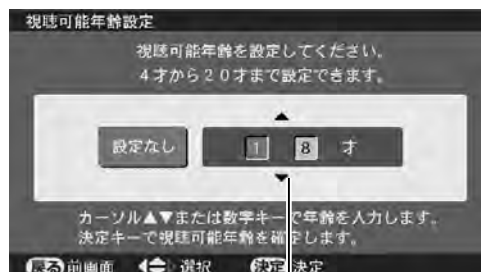 視聴可能年齢設定
視聴可能年齢を設定してください。
4才から20才まで設定できます。
設定なし 1 8 才
カーソル▲▼または数字キーで年齢を入力します。
決定キーで視聴可能年齢を確定します。
戻る 前画面 選択 決定 決定